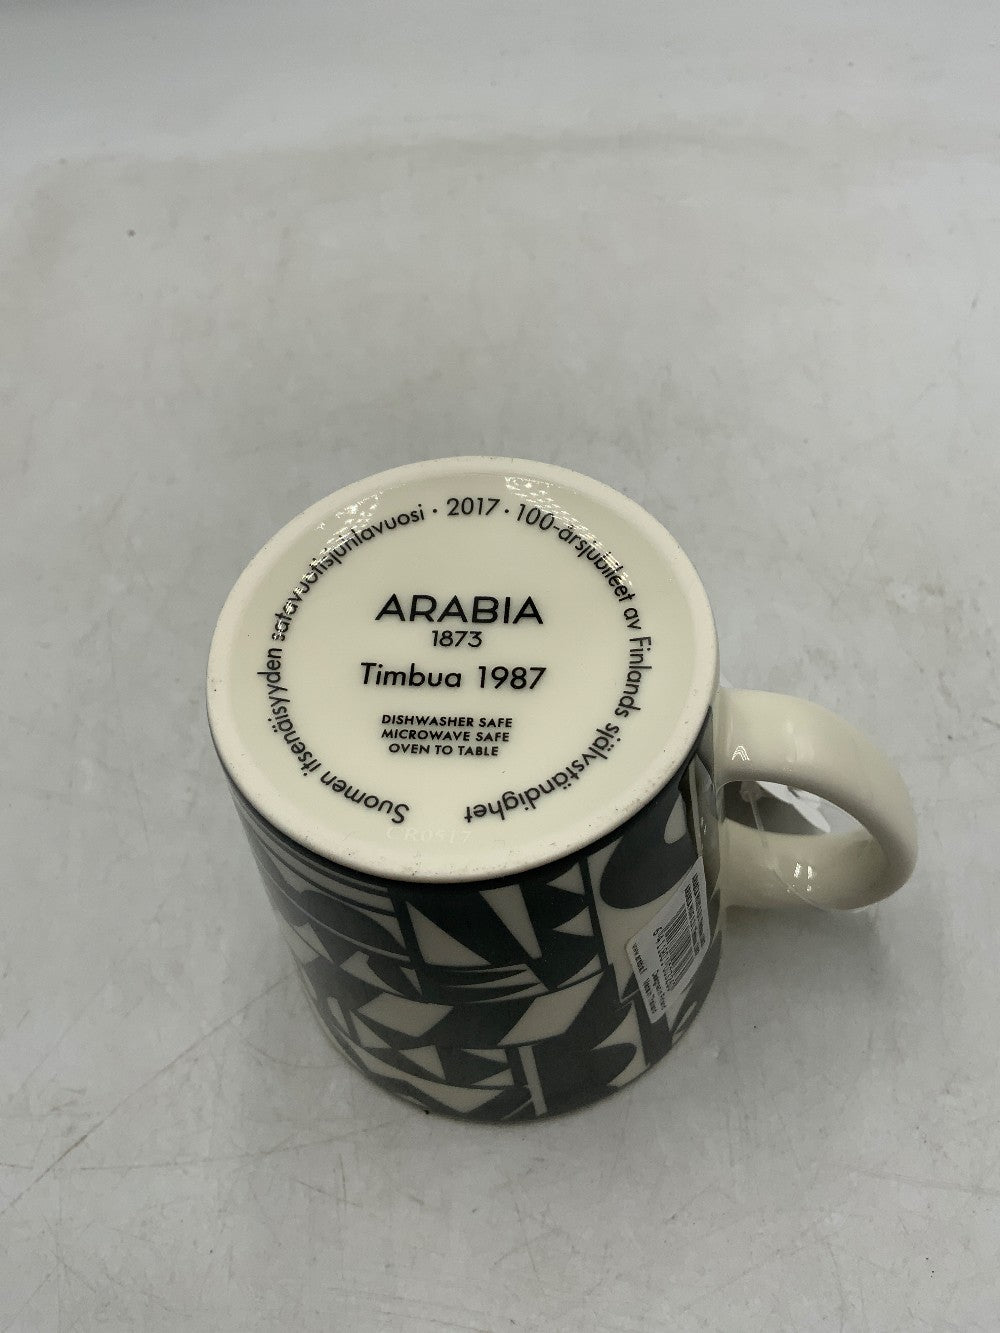 Suomen itsenäisyyden satavuotisjuhlavuosi · 2017 · 100-årsjubileet av Finlands självständighet
ARABIA
1873
Timbua 1987
DISHWASHER SAFE
MICROWAVE SAFE
OVEN TO TABLE
CR0517